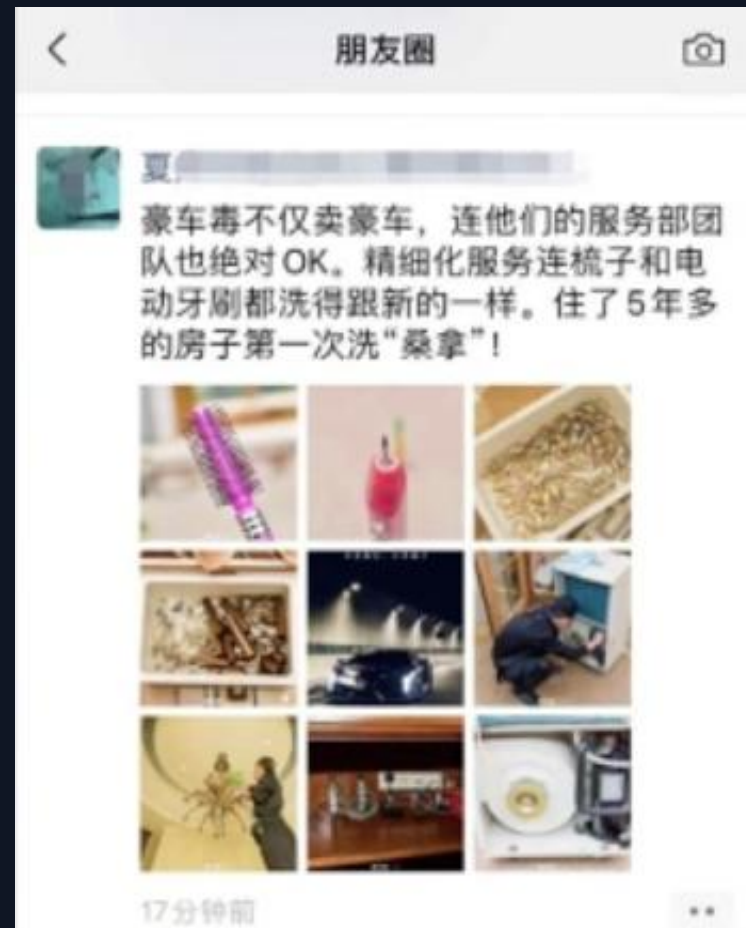 朋友圈
夏
豪车毒不仅卖豪车，连他们的服务部团
队也绝对OK。精细化服务连梳子和电
动牙刷都洗得跟新的一样。住了5年多
的房子第一次洗“桑拿”！
17分钟前